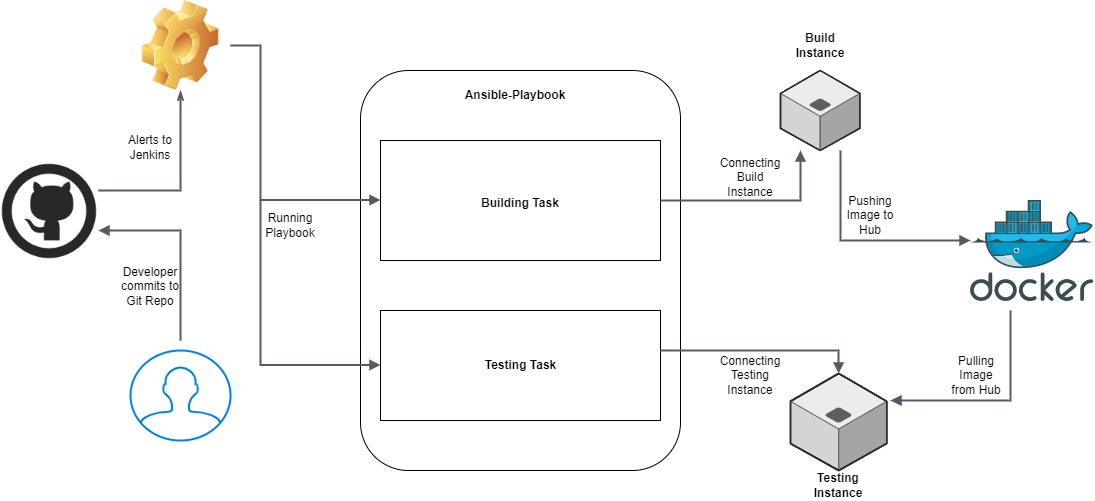 Build
Instance
Ansible-Playbook
Alerts to
Jenkins
Building Task
Connecting
Build
Instance
Running
Playbook
Pushing
Image to
Hub
docker
Developer
commits to
Git Repo
Testing Task
Connecting
Testing
Instance
Pulling
Image
from Hub
Testing
Instance